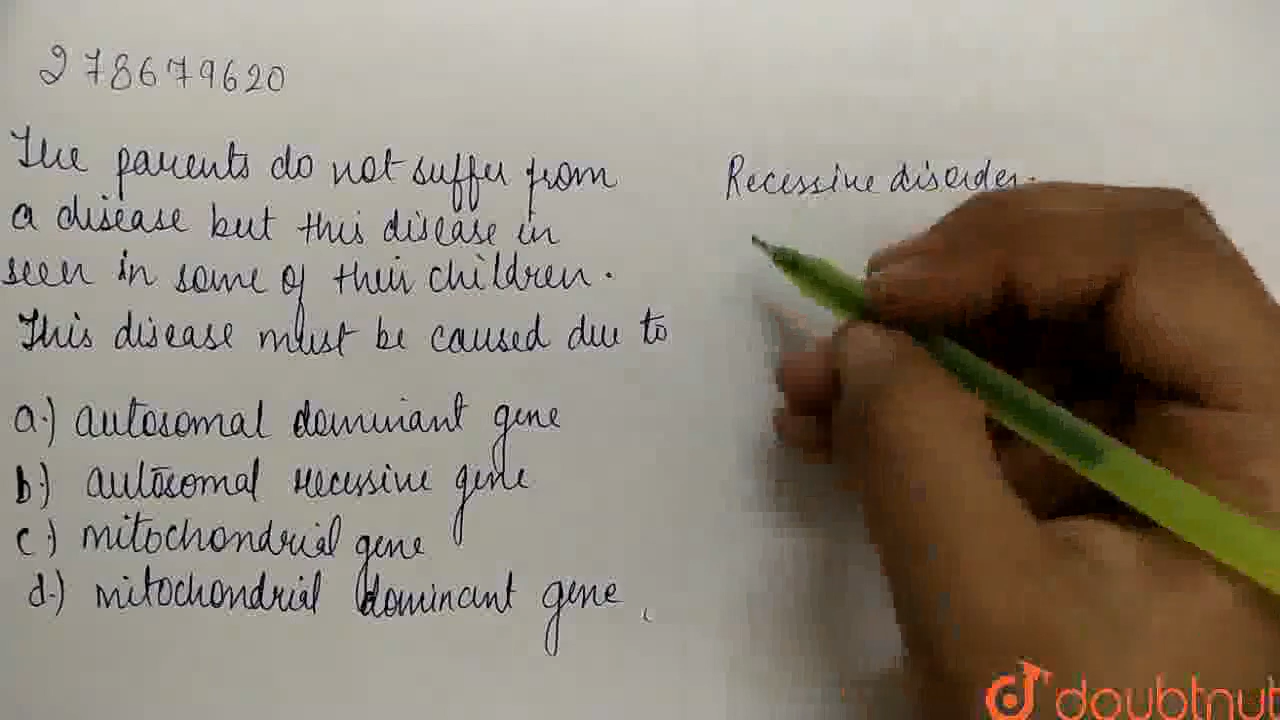 278679620
The parents do not suffer from
a disease but this disease in
seen in some of their children.
This disease must be caused due to
a.) autosomal dominant gene
b.) autosomal recessive gene
c.) mitochondrial gene
d.) mitochondrial dominant gene.
Recessive disorder.
doubtnut